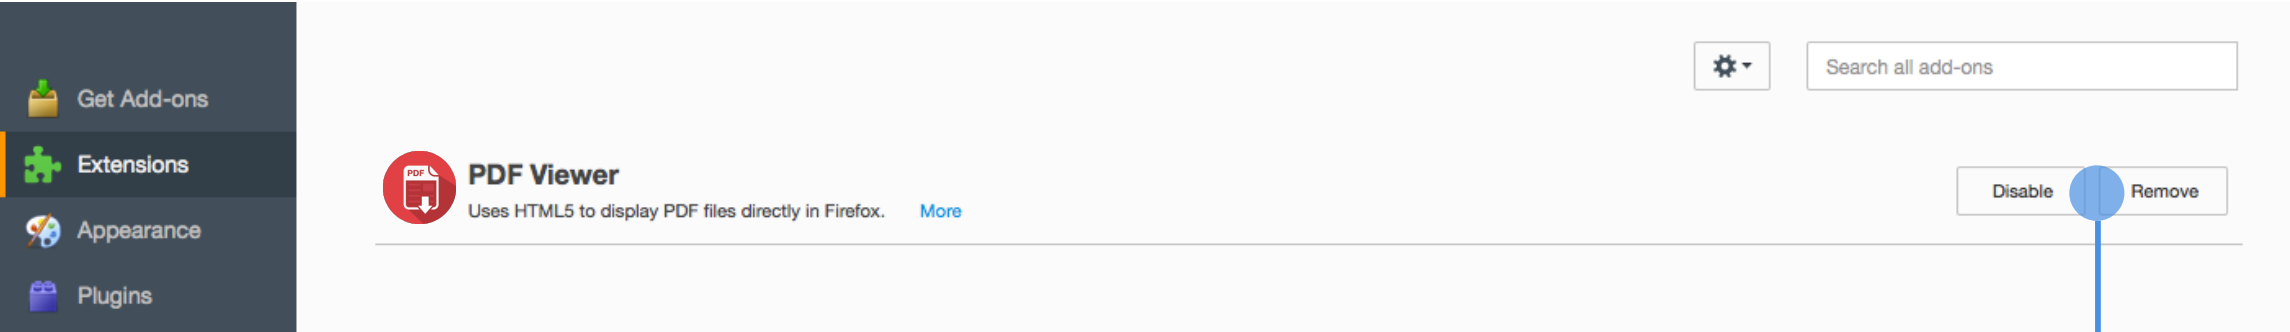 Search all add-ons
Get Add-ons
Extensions
Appearance
Plugins
PDF
PDF Viewer
Uses HTML5 to display PDF files directly in Firefox. More
Disable
Remove